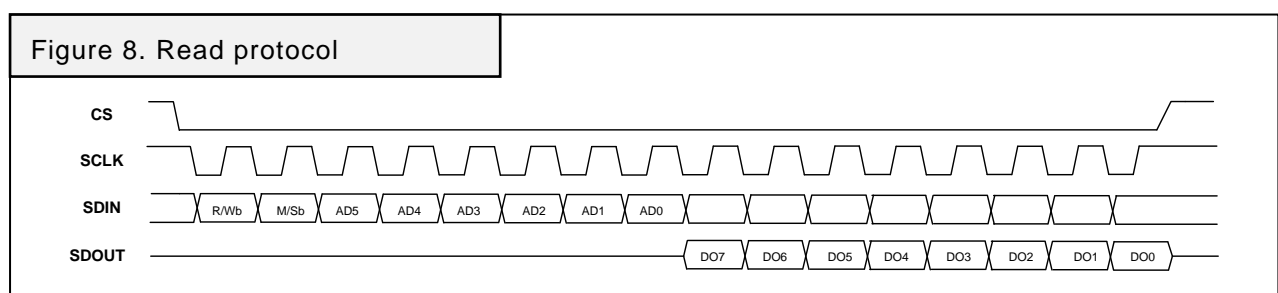 Figure 8. Read protocol
CS
SCLK
SDIN R/Wb M/Sb AD5 AD4 AD3 AD2 AD1 AD0
SDOUT DO7 DO6 DO5 DO4 DO3 DO2 DO1 DO0